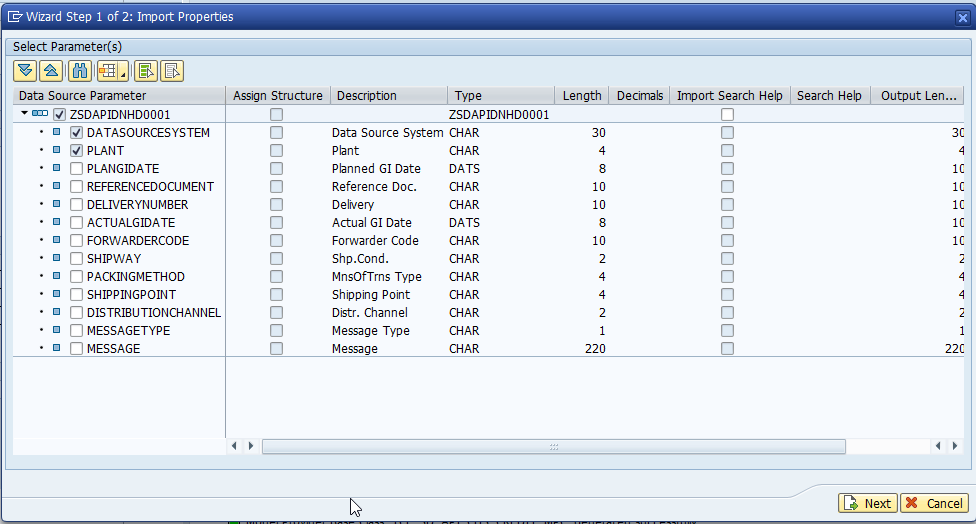 Wizard Step 1 of 2: Import Properties
Select Parameter(s)
Data Source Parameter Assign Structure Description Type Length Decimals Import Search Help Search Help Output Len...
ZSDAPIDNHD0001 ZSDAPIDNHD0001
DATASOURCESYSTEM Data Source System CHAR 30 30
PLANT Plant CHAR 4 4
PLANGIDATE Planned GI Date DATS 8 10
REFERENCEDOCUMENT Reference Doc. CHAR 10 10
DELIVERYNUMBER Delivery CHAR 10 10
ACTUALGIDATE Actual GI Date DATS 8 10
FORWARDERCODE Forwarder Code CHAR 10 10
SHIPWAY Shp.Cond. CHAR 2 2
PACKINGMETHOD MnsOfTrns Type CHAR 4 4
SHIPPINGPOINT Shipping Point CHAR 4 4
DISTRIBUTIONCHANNEL Distr. Channel CHAR 2 2
MESSAGETYPE Message Type CHAR 1 1
MESSAGE Message CHAR 220 220
Next Cancel